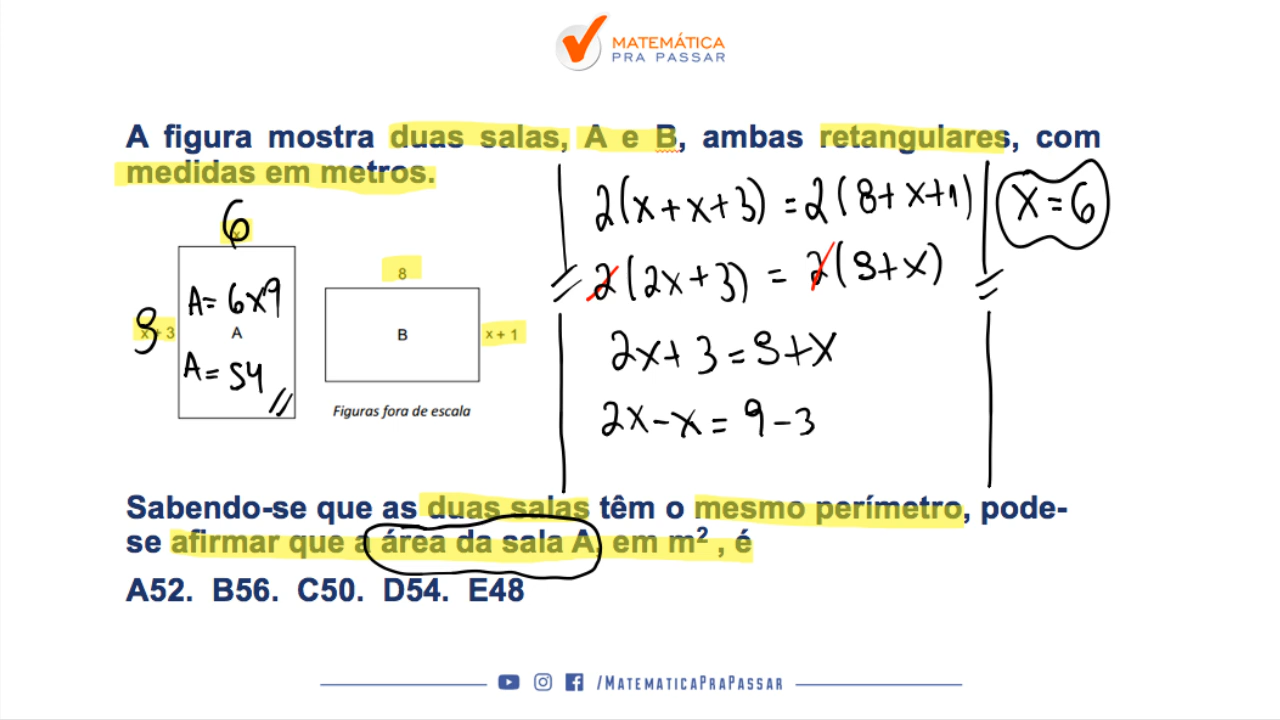 MATEMÁTICA
PRA PASSAR
A figura mostra duas salas, A e B, ambas retangulares, com
medidas em metros.
6
9
x + 3
A= 6x9
A
A= 54
8
B
x + 1
Figuras fora de escala
2(x+x+3) = 2(8+x+1)
2(2x+3) = 2(9+x)
2x+3 = 9+x
2x-x = 9-3
x=6
Sabendo-se que as duas salas têm o mesmo perímetro, pode-
se afirmar que a área da sala A, em m² , é
A52. B56. C50. D54. E48
/MatematicaPraPassar